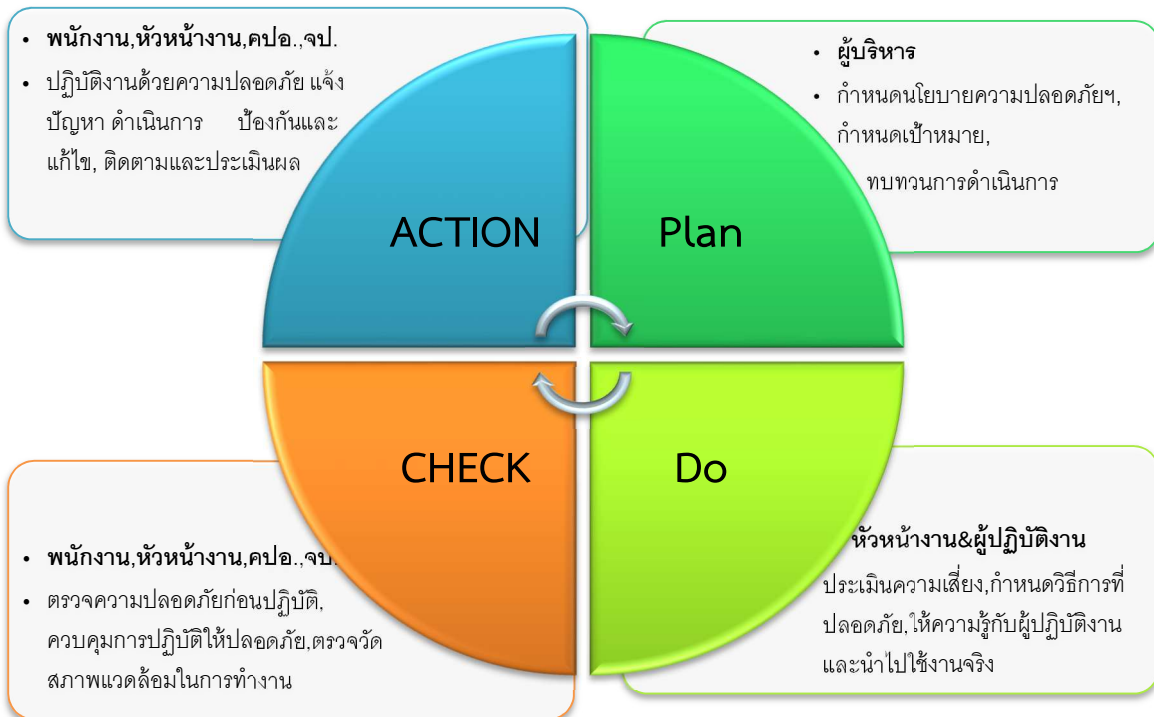 • พนักงาน,หัวหน้างาน,คปอ.,จป.
• ปฏิบัติงานด้วยความปลอดภัย แจ้ง
ปัญหา ดำเนินการ ป้องกันและ
แก้ไข, ติดตามและประเมินผล
ACTION
• ผู้บริหาร
• กำหนดนโยบายความปลอดภัยฯ,
กำหนดเป้าหมาย,
ทบทวนการดำเนินการ
Plan
CHECK
• พนักงาน,หัวหน้างาน,คปอ.,จป.
• ตรวจความปลอดภัยก่อนปฏิบัติ,
ควบคุมการปฏิบัติให้ปลอดภัย,ตรวจวัด
สภาพแวดล้อมในการทำงาน
Do
หัวหน้างาน&ผู้ปฏิบัติงาน
ประเมินความเสี่ยง,กำหนดวิธีการที่
ปลอดภัย,ให้ความรู้กับผู้ปฏิบัติงาน
และนำไปใช้งานจริง